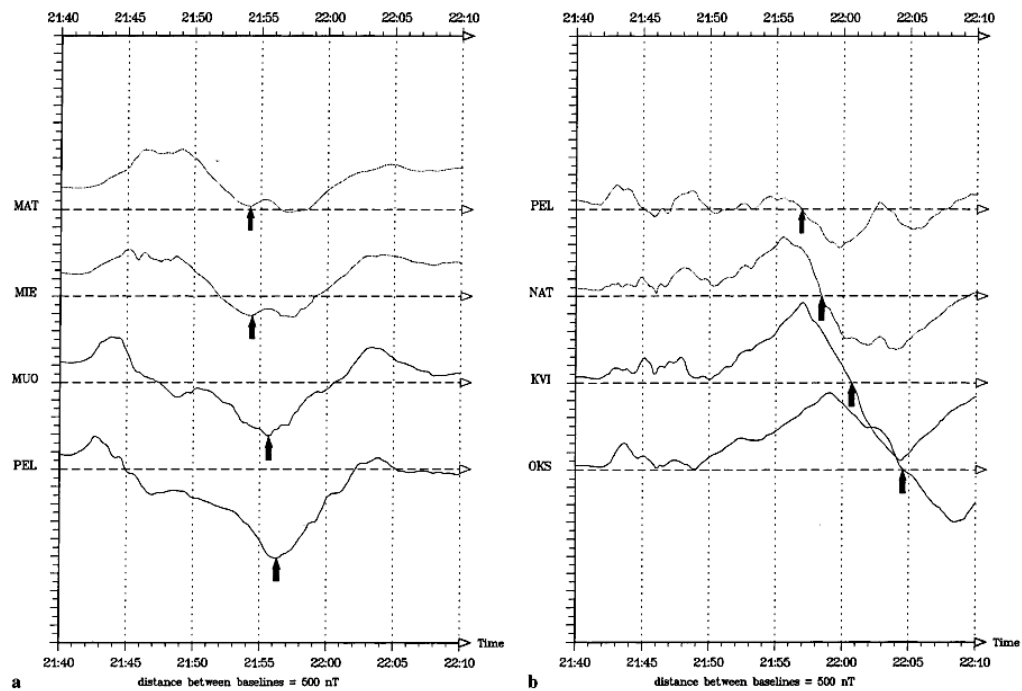 21:40 21:45 21:50 21:55 22:00 22:05 22:10
MAT
MIE
MUO
PEL
Time
21:40 21:45 21:50 21:55 22:00 22:05 22:10
a
distance between baselines = 500 nT
21:40 21:45 21:50 21:55 22:00 22:05 22:10
PEL
NAT
KVI
OKS
Time
21:40 21:45 21:50 21:55 22:00 22:05 22:10
b
distance between baselines = 500 nT